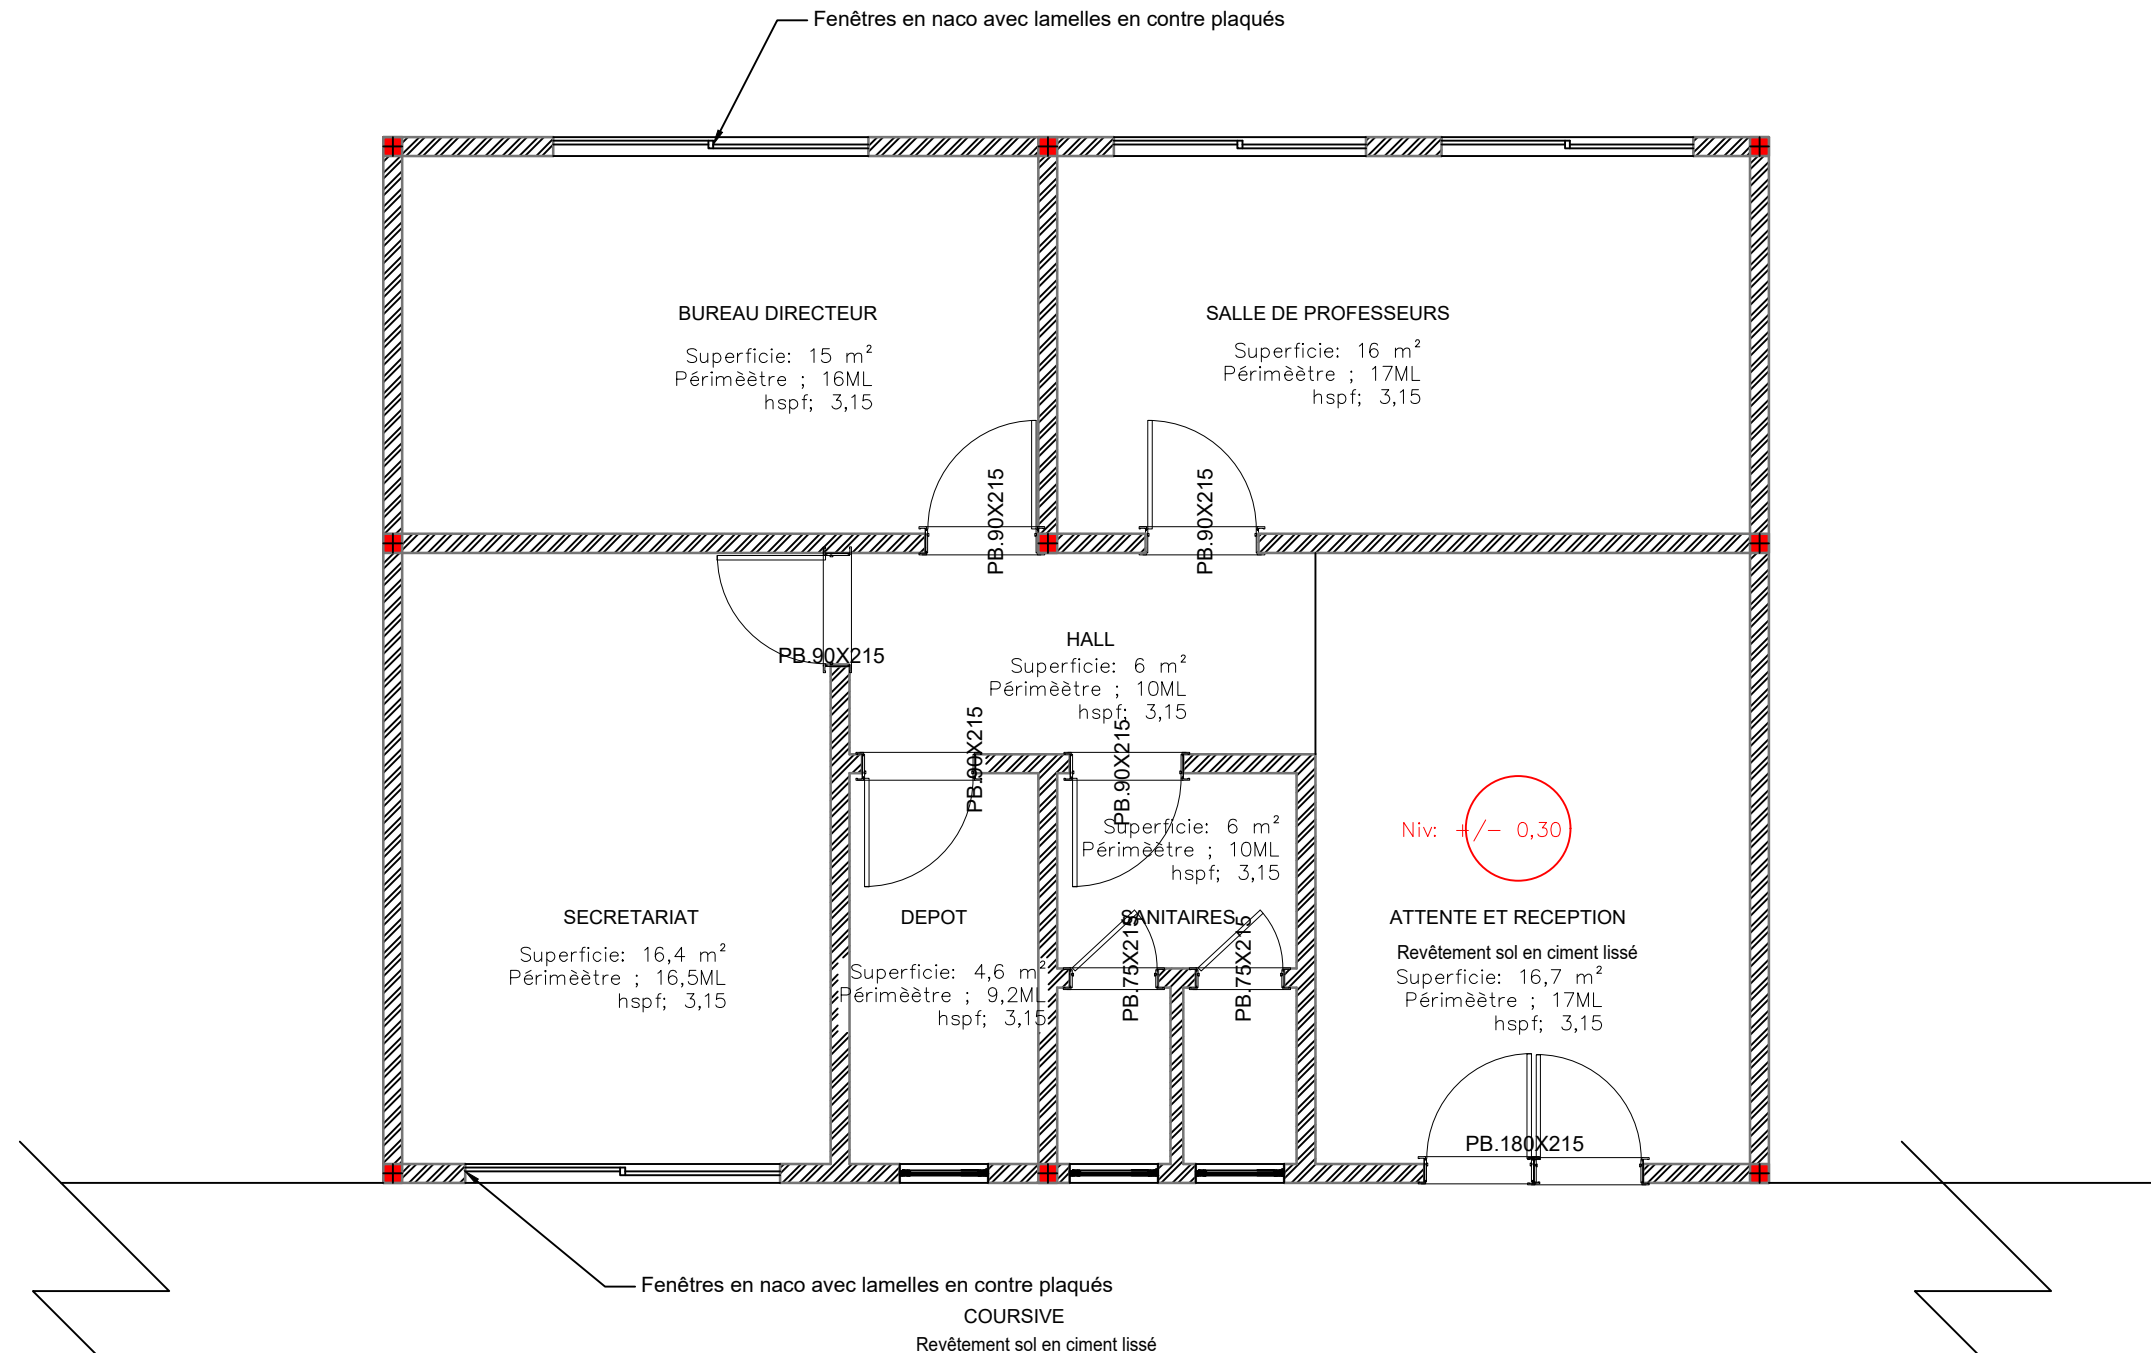 Fenêtres en naco avec lamelles en contre plaqués
BUREAU DIRECTEUR
Superficie: 15 m²
Périmèètre ; 16ML
hspf; 3,15
SALLE DE PROFESSEURS
Superficie: 16 m²
Périmèètre ; 17ML
hspf; 3,15
PB.90X215
PB.90X215
PB.90X215
HALL
Superficie: 6 m²
Périmèètre ; 10ML
hspf; 3,15
PB.90X215
PB.90X215
Superficie: 6 m²
Périmèètre ; 10ML
hspf; 3,15
SANITAIRES
PB.75X215
PB.75X215
Niv: +/- 0,30
SECRETARIAT
Superficie: 16,4 m²
Périmèètre ; 16,5ML
hspf; 3,15
DEPOT
Superficie: 4,6 m²
Périmèètre ; 9,2ML
hspf; 3,15
ATTENTE ET RECEPTION
Revêtement sol en ciment lissé
Superficie: 16,7 m²
Périmèètre ; 17ML
hspf; 3,15
PB.180X215
Fenêtres en naco avec lamelles en contre plaqués
COURSIVE
Revêtement sol en ciment lissé